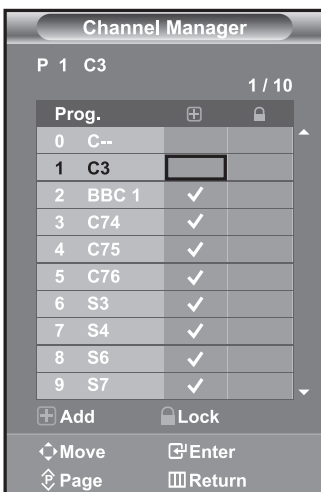 Channel Manager
P 1 C3
1 / 10
Prog.
0 C--
1 C3
2 BBC 1 ✓
3 C74 ✓
4 C75 ✓
5 C76 ✓
6 S3 ✓
7 S4 ✓
8 S6 ✓
9 S7 ✓
Add Lock
Move Enter
Page Return